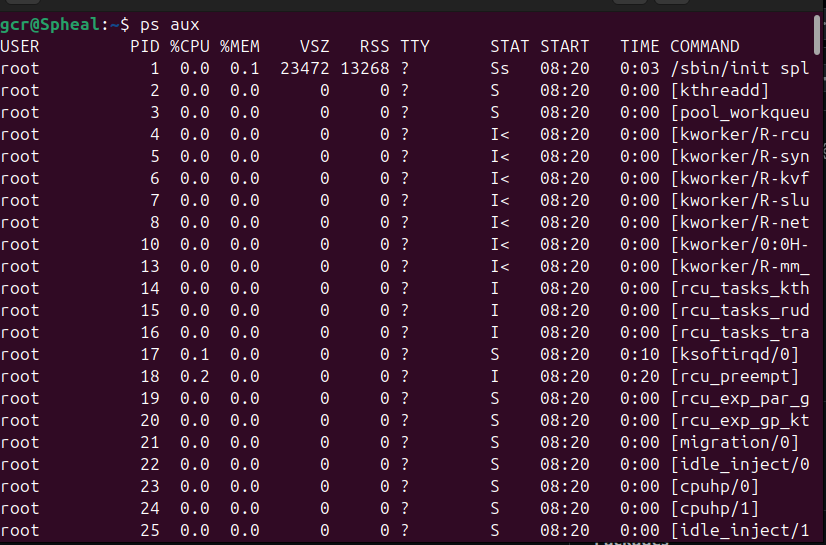 gcr@Spheal:~$ ps aux
USER PID %CPU %MEM VSZ RSS TTY STAT START TIME COMMAND
root 1 0.0 0.1 23472 13268 ? Ss 08:20 0:03 /sbin/init spl
root 2 0.0 0.0 0 0 ? S 08:20 0:00 [kthreadd]
root 3 0.0 0.0 0 0 ? S 08:20 0:00 [pool_workqueu
root 4 0.0 0.0 0 0 ? I< 08:20 0:00 [kworker/R-rcu
root 5 0.0 0.0 0 0 ? I< 08:20 0:00 [kworker/R-syn
root 6 0.0 0.0 0 0 ? I< 08:20 0:00 [kworker/R-kvf
root 7 0.0 0.0 0 0 ? I< 08:20 0:00 [kworker/R-slu
root 8 0.0 0.0 0 0 ? I< 08:20 0:00 [kworker/R-net
root 10 0.0 0.0 0 0 ? I< 08:20 0:00 [kworker/0:0H-
root 13 0.0 0.0 0 0 ? I< 08:20 0:00 [kworker/R-mm_
root 14 0.0 0.0 0 0 ? I 08:20 0:00 [rcu_tasks_kth
root 15 0.0 0.0 0 0 ? I 08:20 0:00 [rcu_tasks_rud
root 16 0.0 0.0 0 0 ? I 08:20 0:00 [rcu_tasks_tra
root 17 0.1 0.0 0 0 ? S 08:20 0:10 [ksoftirqd/0]
root 18 0.2 0.0 0 0 ? I 08:20 0:20 [rcu_preempt]
root 19 0.0 0.0 0 0 ? S 08:20 0:00 [rcu_exp_par_g
root 20 0.0 0.0 0 0 ? S 08:20 0:00 [rcu_exp_gp_kt
root 21 0.0 0.0 0 0 ? S 08:20 0:00 [migration/0]
root 22 0.0 0.0 0 0 ? S 08:20 0:00 [idle_inject/0
root 23 0.0 0.0 0 0 ? S 08:20 0:00 [cpuhp/0]
root 24 0.0 0.0 0 0 ? S 08:20 0:00 [cpuhp/1]
root 25 0.0 0.0 0 0 ? S 08:20 0:00 [idle_inject/1